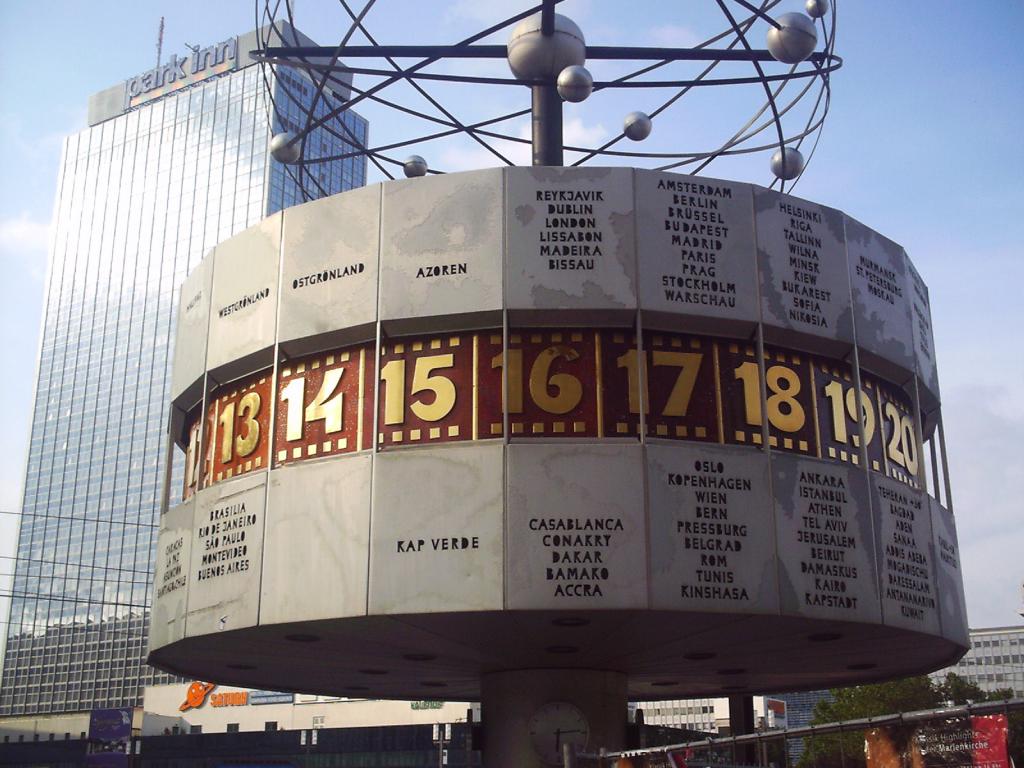 park inn
WESTGRÖNLAND
OSTGRÖNLAND
AZOREN
REYKJAVIK
DUBLIN
LONDON
LISSABON
MADEIRA
BISSAU
AMSTERDAM
BERLIN
BRÜSSEL
BUDAPEST
MADRID
PARIS
PRAG
STOCKHOLM
WARSCHAU
HELSINKI
RIGA
TALLINN
WILNA
MINSK
KIEW
BUKAREST
SOFIA
NIKOSIA
MURMANSK
ST. PETERSBURG
MOSKAU
13
14
15
16
17
18
19
20
BRASILIA
RIO DE JANEIRO
SÃO PAULO
MONTEVIDEO
BUENOS AIRES
KAP VERDE
CASABLANCA
CONAKRY
DAKAR
BAMAKO
ACCRA
OSLO
KOPENHAGEN
WIEN
BERN
PRESSBURG
BELGRAD
ROM
TUNIS
KINSHASA
ANKARA
ISTANBUL
ATHEN
TEL AVIV
JERUSALEM
BEIRUT
DAMASKUS
KAIRO
KAPSTADT
TEHERAN
BAGDAD
ADEN
SANAA
ADDIS ABEBA
MOGADISCHU
DARESSALAM
ANTANANARIVO
KUWAIT
SATURN
Highlights
Marienkirche